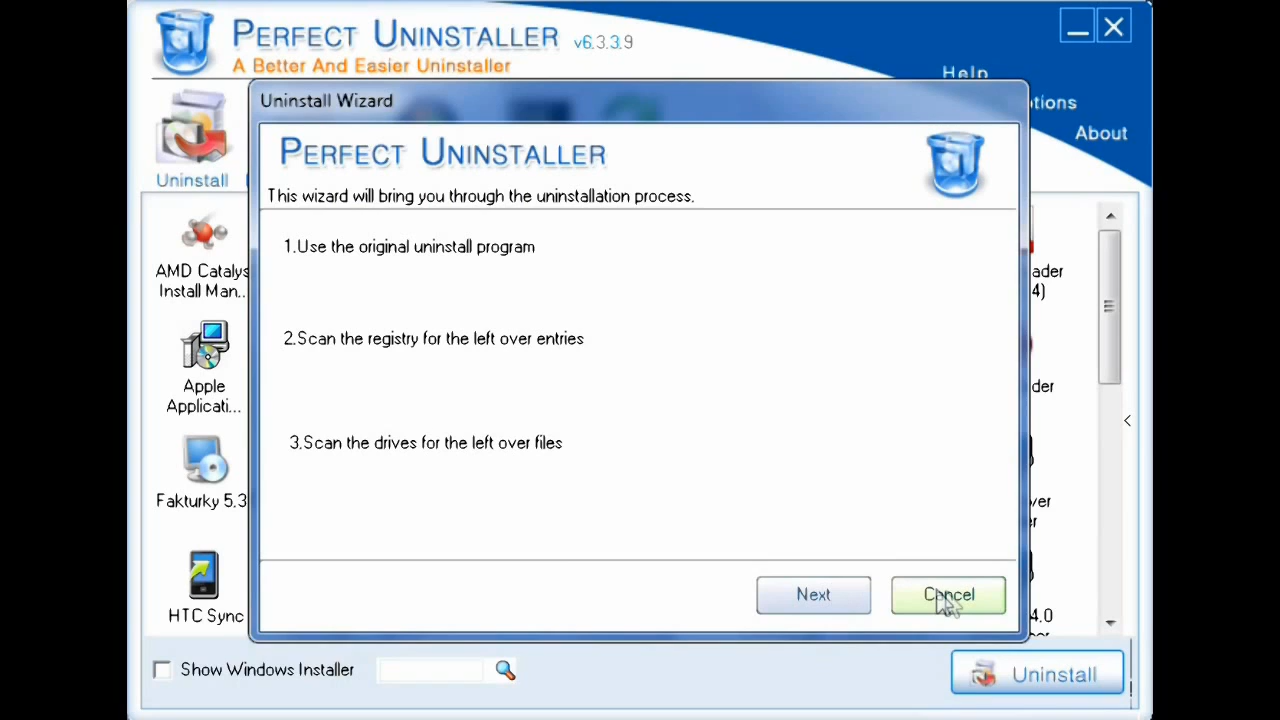 PERFECT UNINSTALLER v6.3.3.9
A Better And Easier Uninstaller
Help
About
Uninstall
Uninstall Wizard
PERFECT UNINSTALLER
This wizard will bring you through the uninstallation process.
1.Use the original uninstall program
2.Scan the registry for the left over entries
3.Scan the drives for the left over files
Next
Cancel
AMD Catalys
Install Man...
Apple
Applicati...
Fakturky 5.3
HTC Sync
ader
4)
der
ver
er
4.0
Show Windows Installer
Uninstall